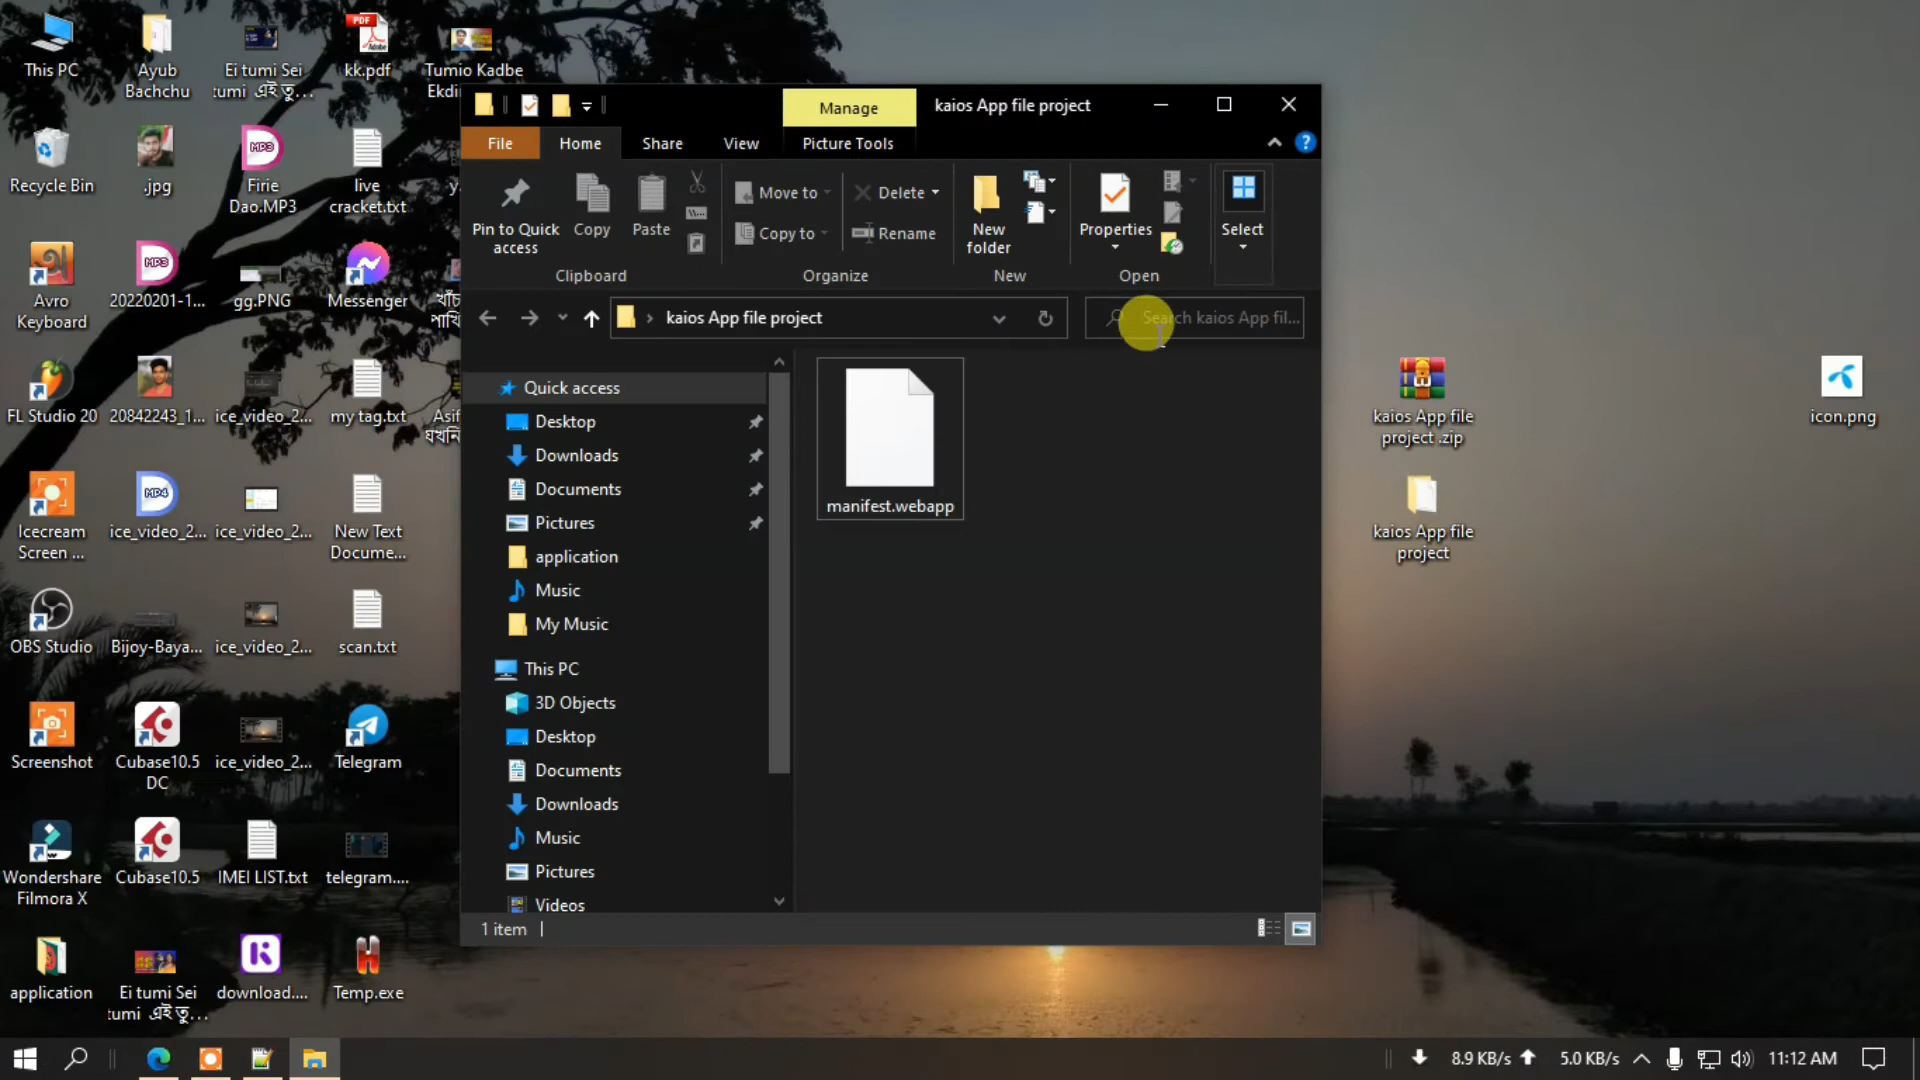 This PC
Ayub
Bachchu
Ei tumi Sei
tumi এই তু...
PDF
Adobe
kk.pdf
Tumio Kadbe
Recycle Bin
.jpg
MP3
Firie
Dao.MP3
live
cracket.txt
Avro
Keyboard
MP3
20220201-1...
gg.PNG
Messenger
FL Studio 20
20842243_1...
ice_video_2...
my tag.txt
Icecream
Screen ...
MP4
ice_video_2...
ice_video_2...
New Text
Docume...
OBS Studio
Bijoy-Baya...
ice_video_2...
scan.txt
Screenshot
Cubase10.5
DC
ice_video_2...
Telegram
Wondershare
Filmora X
Cubase10.5
IMEI LIST.txt
telegram....
application
Ei tumi Sei
tumi এই তু...
download....
Temp.exe
Manage
kaios App file project
File
Home
Share
View
Picture Tools
Pin to Quick
access
Copy
Paste
Move to
Copy to
Delete
Rename
New
folder
Properties
Select
Clipboard
Organize
New
Open
kaios App file project
Search kaios App fil...
Quick access
Desktop
Downloads
Documents
Pictures
application
Music
My Music
This PC
3D Objects
Desktop
Documents
Downloads
Music
Pictures
Videos
manifest.webapp
1 item
kaios App file
project .zip
kaios App file
project
icon.png
8.9 KB/s
5.0 KB/s
11:12 AM